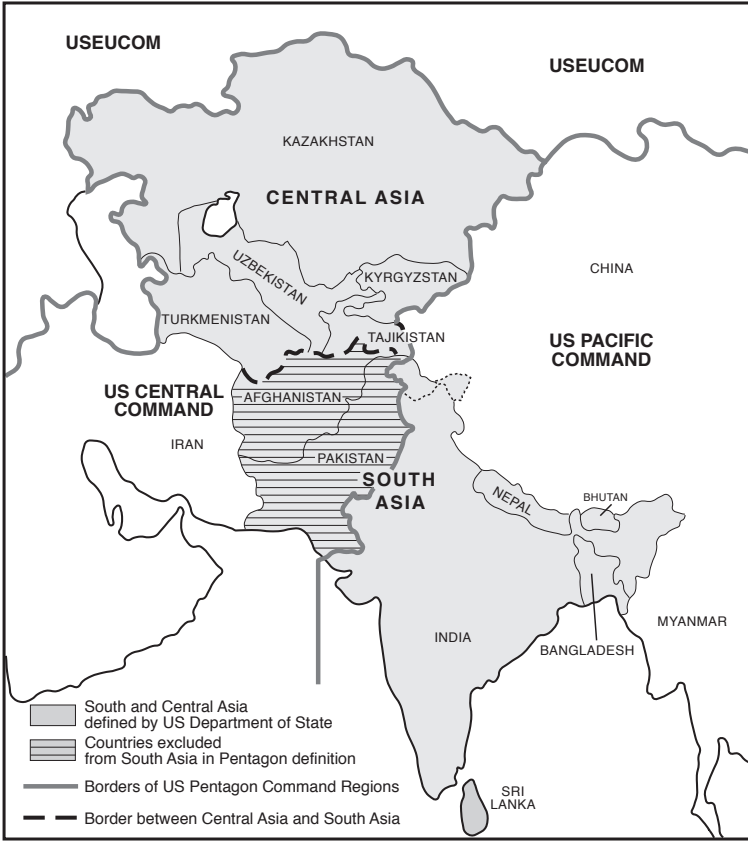 USEUCOM
USEUCOM
KAZAKHSTAN
CENTRAL ASIA
UZBEKISTAN
KYRGYZSTAN
CHINA
TURKMENISTAN
TAJIKISTAN
US PACIFIC
COMMAND
US CENTRAL
COMMAND
AFGHANISTAN
IRAN
PAKISTAN
SOUTH
ASIA
NEPAL
BHUTAN
INDIA
BANGLADESH
MYANMAR
SRI
LANKA
South and Central Asia
defined by US Department of State
Countries excluded
from South Asia in Pentagon definition
Borders of US Pentagon Command Regions
Border between Central Asia and South Asia